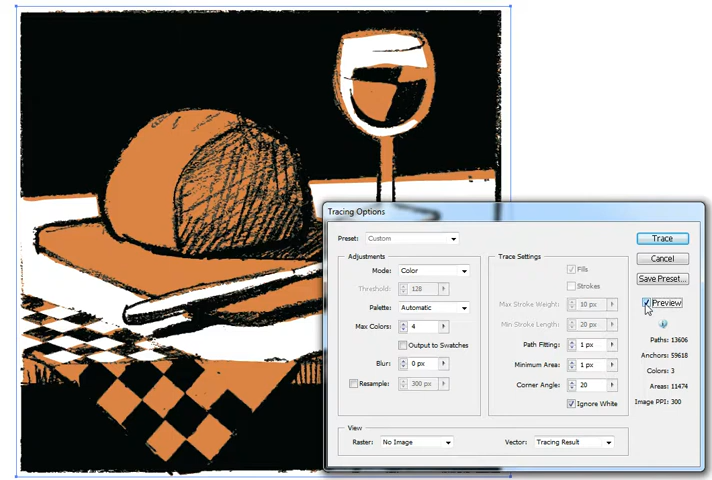 Tracing Options
Preset: Custom
Trace
Adjustments
Trace Settings
Cancel
Mode: Color
Fills
Threshold: 128
Strokes
Save Preset...
Palette: Automatic
Max Stroke Weight: 10 px
Preview
Max Colors: 4
Min Stroke Length: 20 px
Output to Swatches
Path Fitting: 1 px
Paths: 13606
Blur: 0 px
Minimum Area: 1 px
Anchors: 59618
Resample: 300 px
Corner Angle: 20
Colors: 3
Ignore White
Areas: 11474
Image PPI: 300
View
Raster: No Image
Vector: Tracing Result